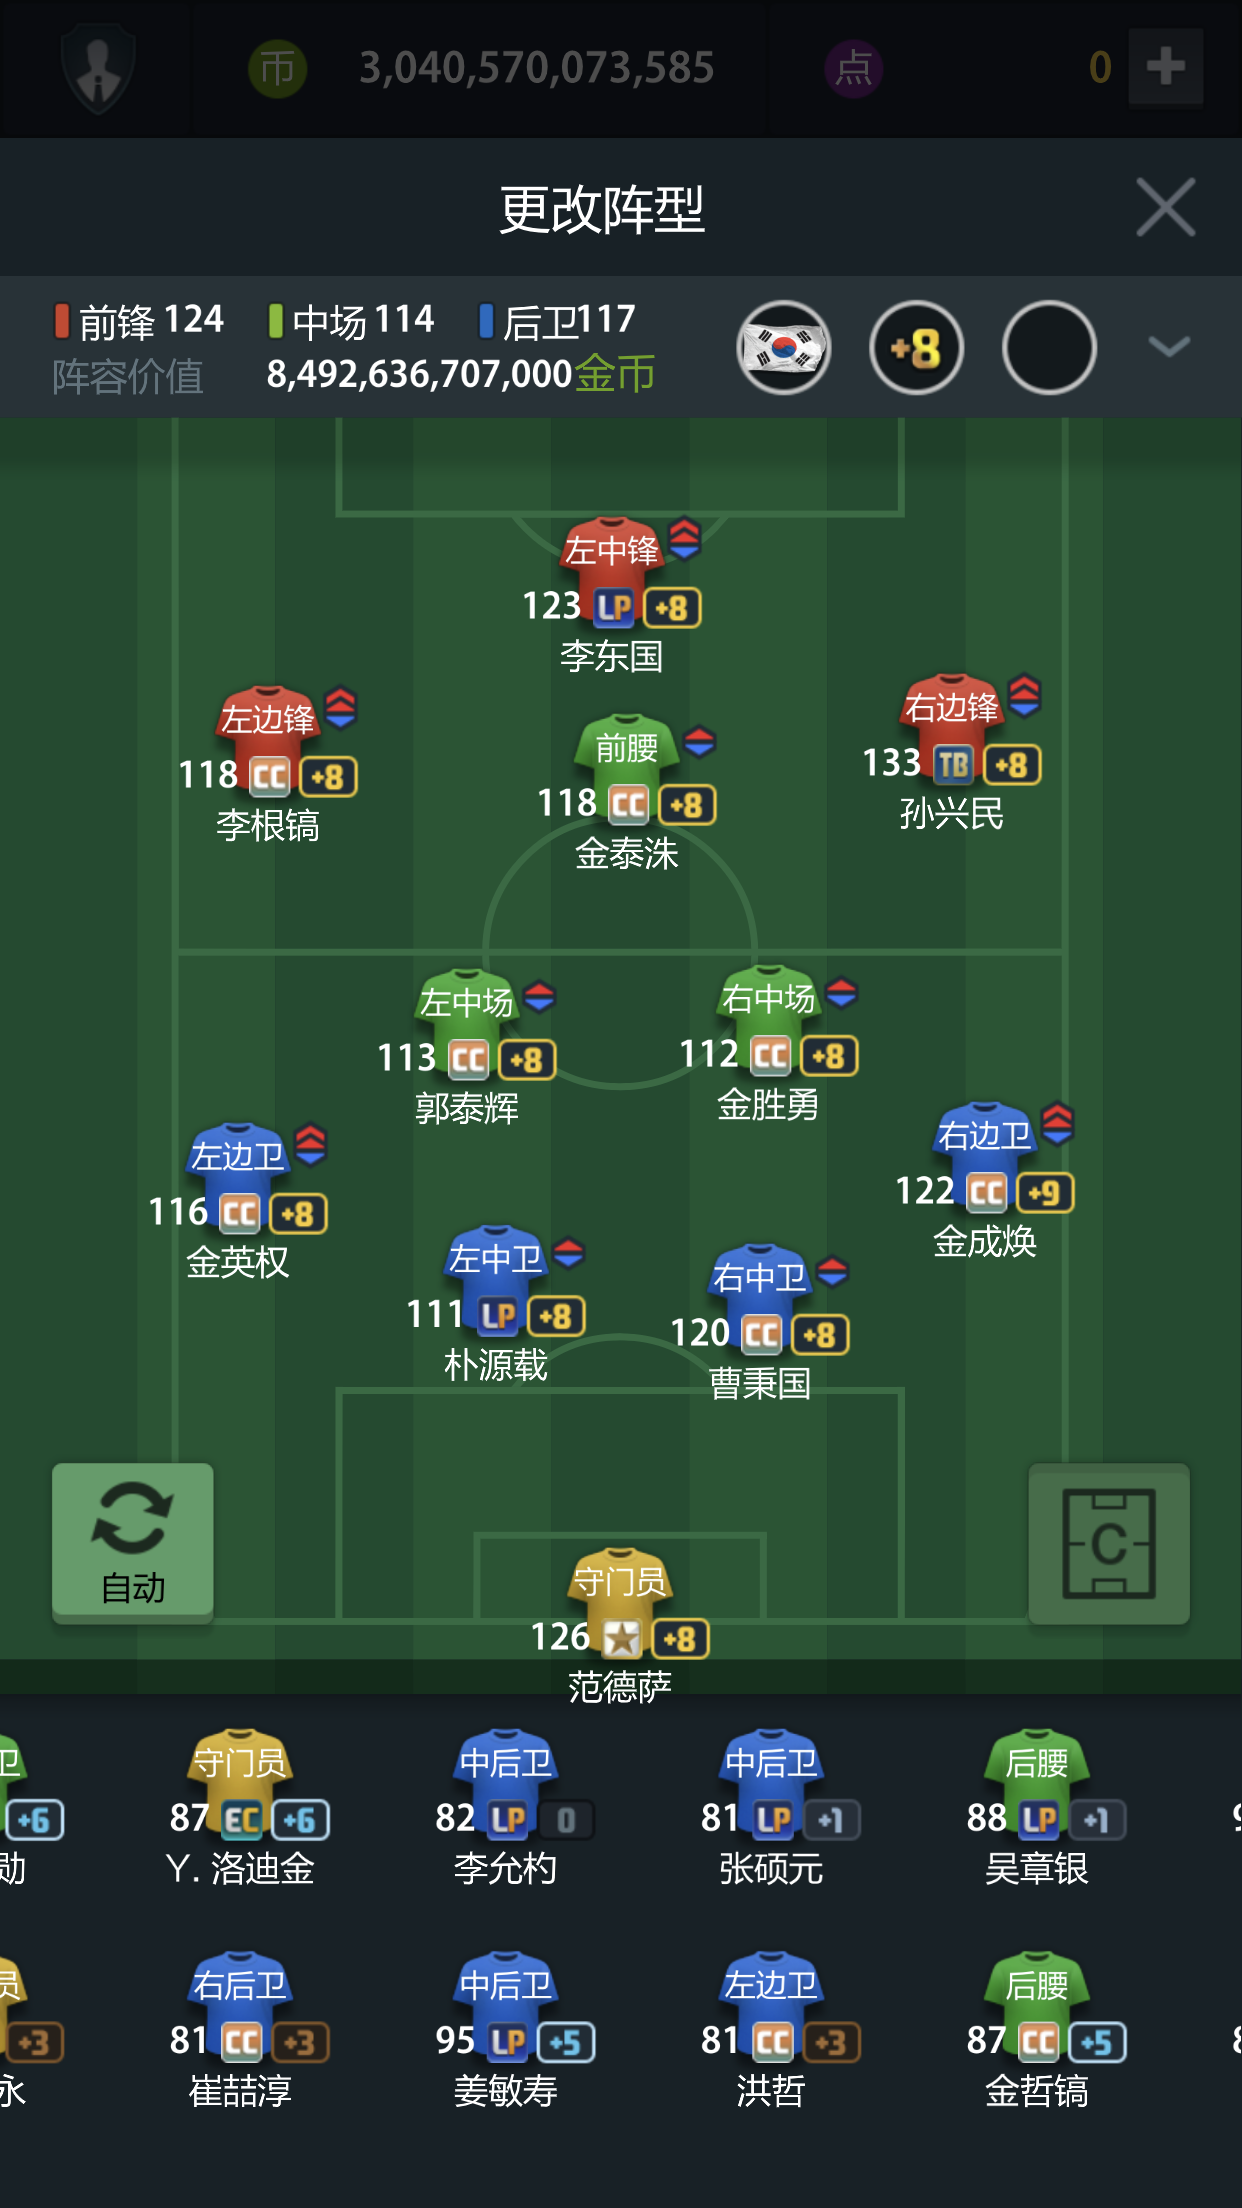 币 3,040,570,073,585 点 0
更改阵型
前锋 124 中场 114 后卫 117
阵容价值 8,492,636,707,000 金币 +8
左中锋
123 LP +8
李东国
左边锋
118 CC +8
李根镐
前腰
118 CC +8
金泰洙
右边锋
133 TB +8
孙兴民
左中场
113 CC +8
郭泰辉
右中场
112 CC +8
金胜勇
左边卫
116 CC +8
金英权
右边卫
122 CC +9
金成焕
左中卫
111 LP +8
朴源载
右中卫
120 CC +8
曹秉国
自动
C
守门员
126 +8
范德萨
卫 守门员 中后卫 中后卫 后腰
+6 87 EC +6 82 LP 0 81 LP +1 88 LP +1
勋 Y. 洛迪金 李允杓 张硕元 吴章银
员 右后卫 中后卫 左边卫 后腰
+3 81 CC +3 95 LP +5 81 CC +3 87 CC +5
永 崔喆淳 姜敏寿 洪哲 金哲镐